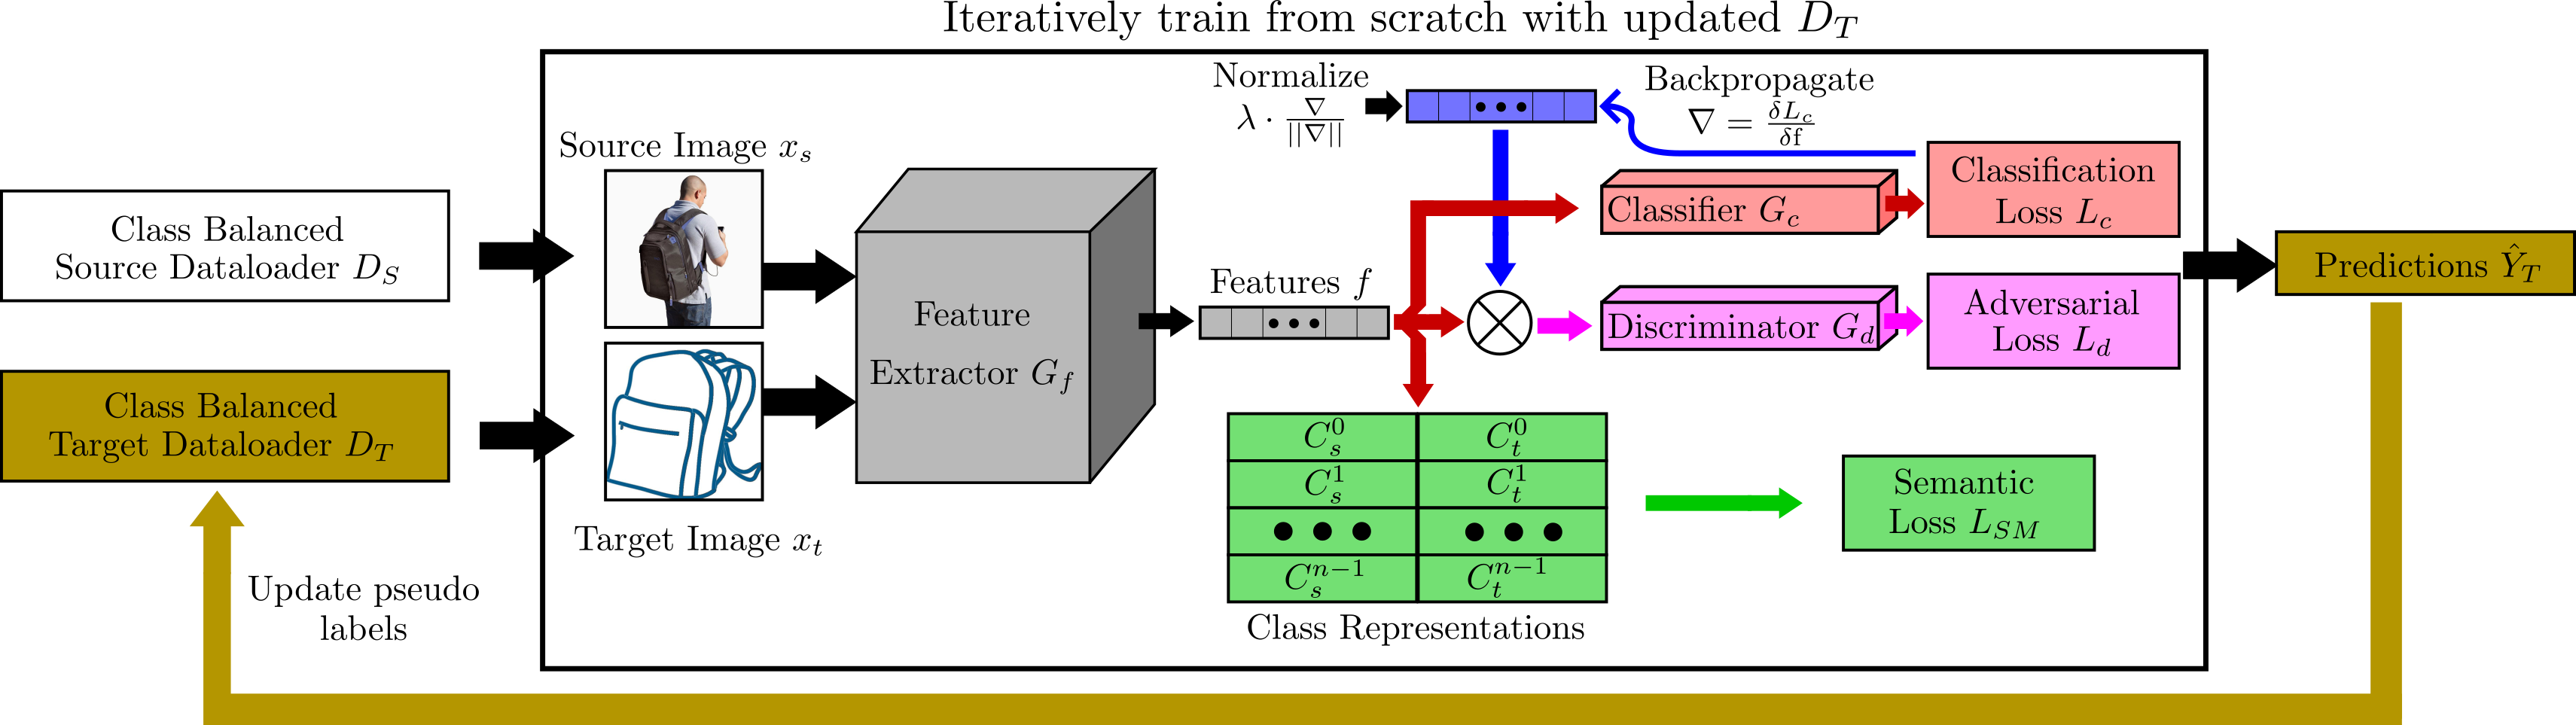 Iteratively train from scratch with updated $D_T$
Normalize
$\lambda \cdot \frac{\nabla}{||\nabla||}$
Backpropagate
$\nabla = \frac{\delta L_c}{\delta \mathrm{f}}$
Source Image $x_s$
Classification
Loss $L_c$
Classifier $G_c$
Class Balanced
Source Dataloader $D_S$
Predictions $\hat{Y}_T$
Features $f$
Feature
Extractor $G_f$
Discriminator $G_d$
Adversarial
Loss $L_d$
Class Balanced
Target Dataloader $D_T$
$C_s^0$ $C_t^0$
$C_s^1$ $C_t^1$
$C_s^{n-1}$ $C_t^{n-1}$
Class Representations
Semantic
Loss $L_{SM}$
Target Image $x_t$
Update pseudo
labels